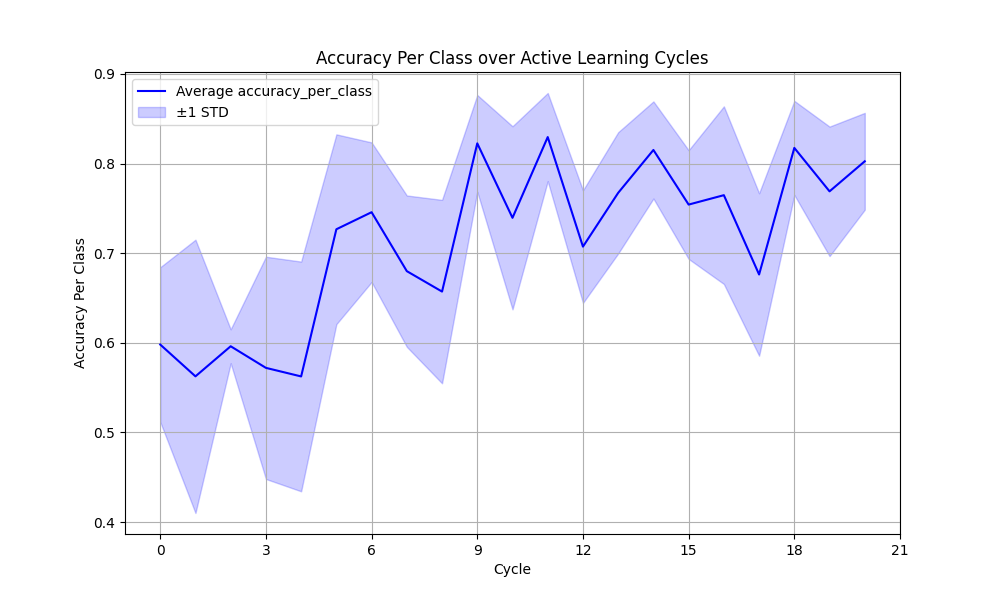 Accuracy Per Class over Active Learning Cycles
Average accuracy_per_class
±1 STD
Accuracy Per Class
0.9
0.8
0.7
0.6
0.5
0.4
0 3 6 9 12 15 18 21
Cycle